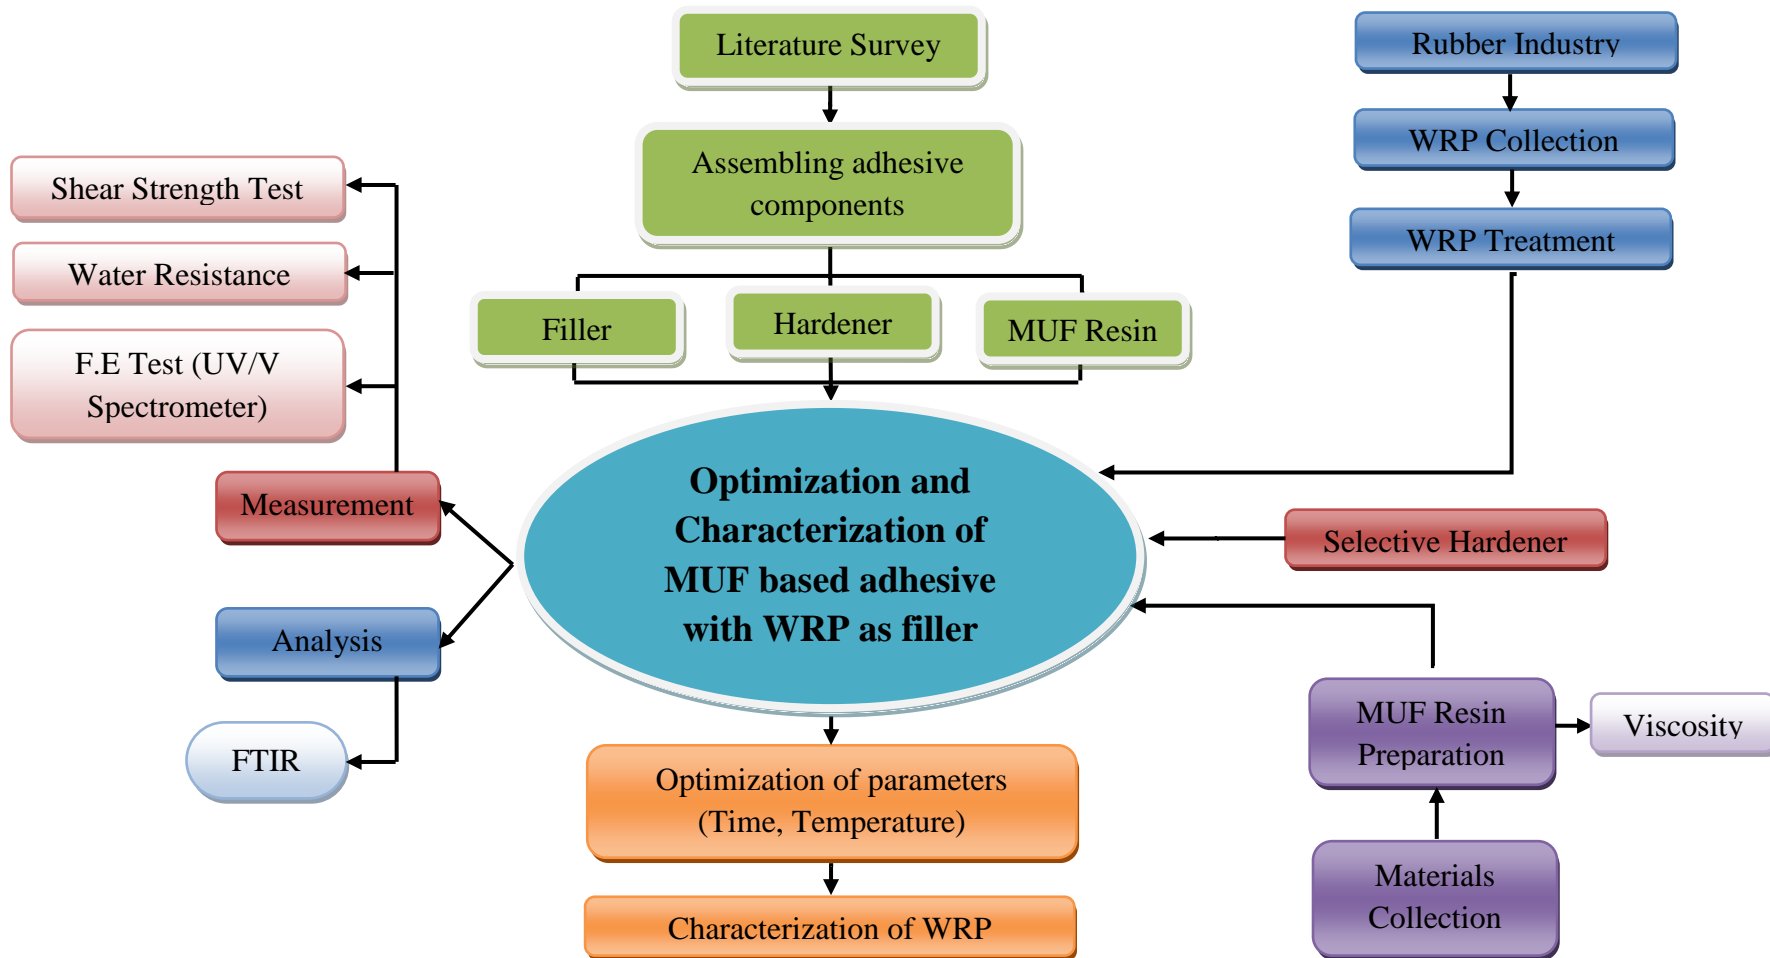 Literature Survey
Rubber Industry
Assembling adhesive
components
WRP Collection
Shear Strength Test
WRP Treatment
Water Resistance
Filler
Hardener
MUF Resin
F.E Test (UV/V
Spectrometer)
Optimization and
Characterization of
MUF based adhesive
with WRP as filler
Measurement
Selective Hardener
Analysis
FTIR
MUF Resin
Preparation
Viscosity
Optimization of parameters
(Time, Temperature)
Materials
Collection
Characterization of WRP